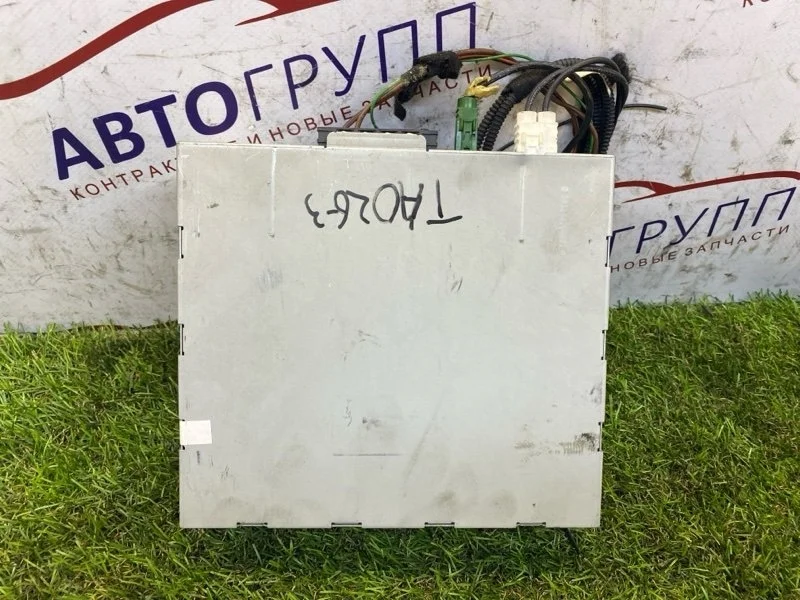 АВТОГРУПП
КОНТРАК И НОВЫЕ ЗАПЧАСТИ
ГРУПП
НОВЫЕ ЗАПЧАСТИ
TA026-3